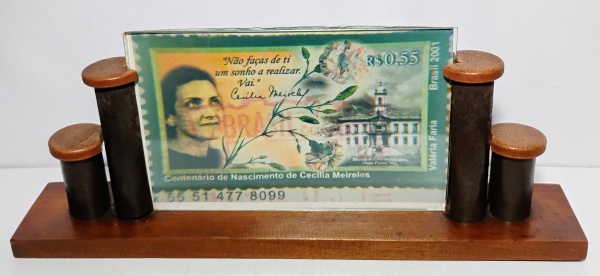 "Não faças de ti
um sonho a realizar.
Vai."
Cecília Meireles
R$ 0,55
Brasil 2001
Valéria Faria
BRASIL
Centenário de Nascimento de Cecília Meireles
55 51 477 8099